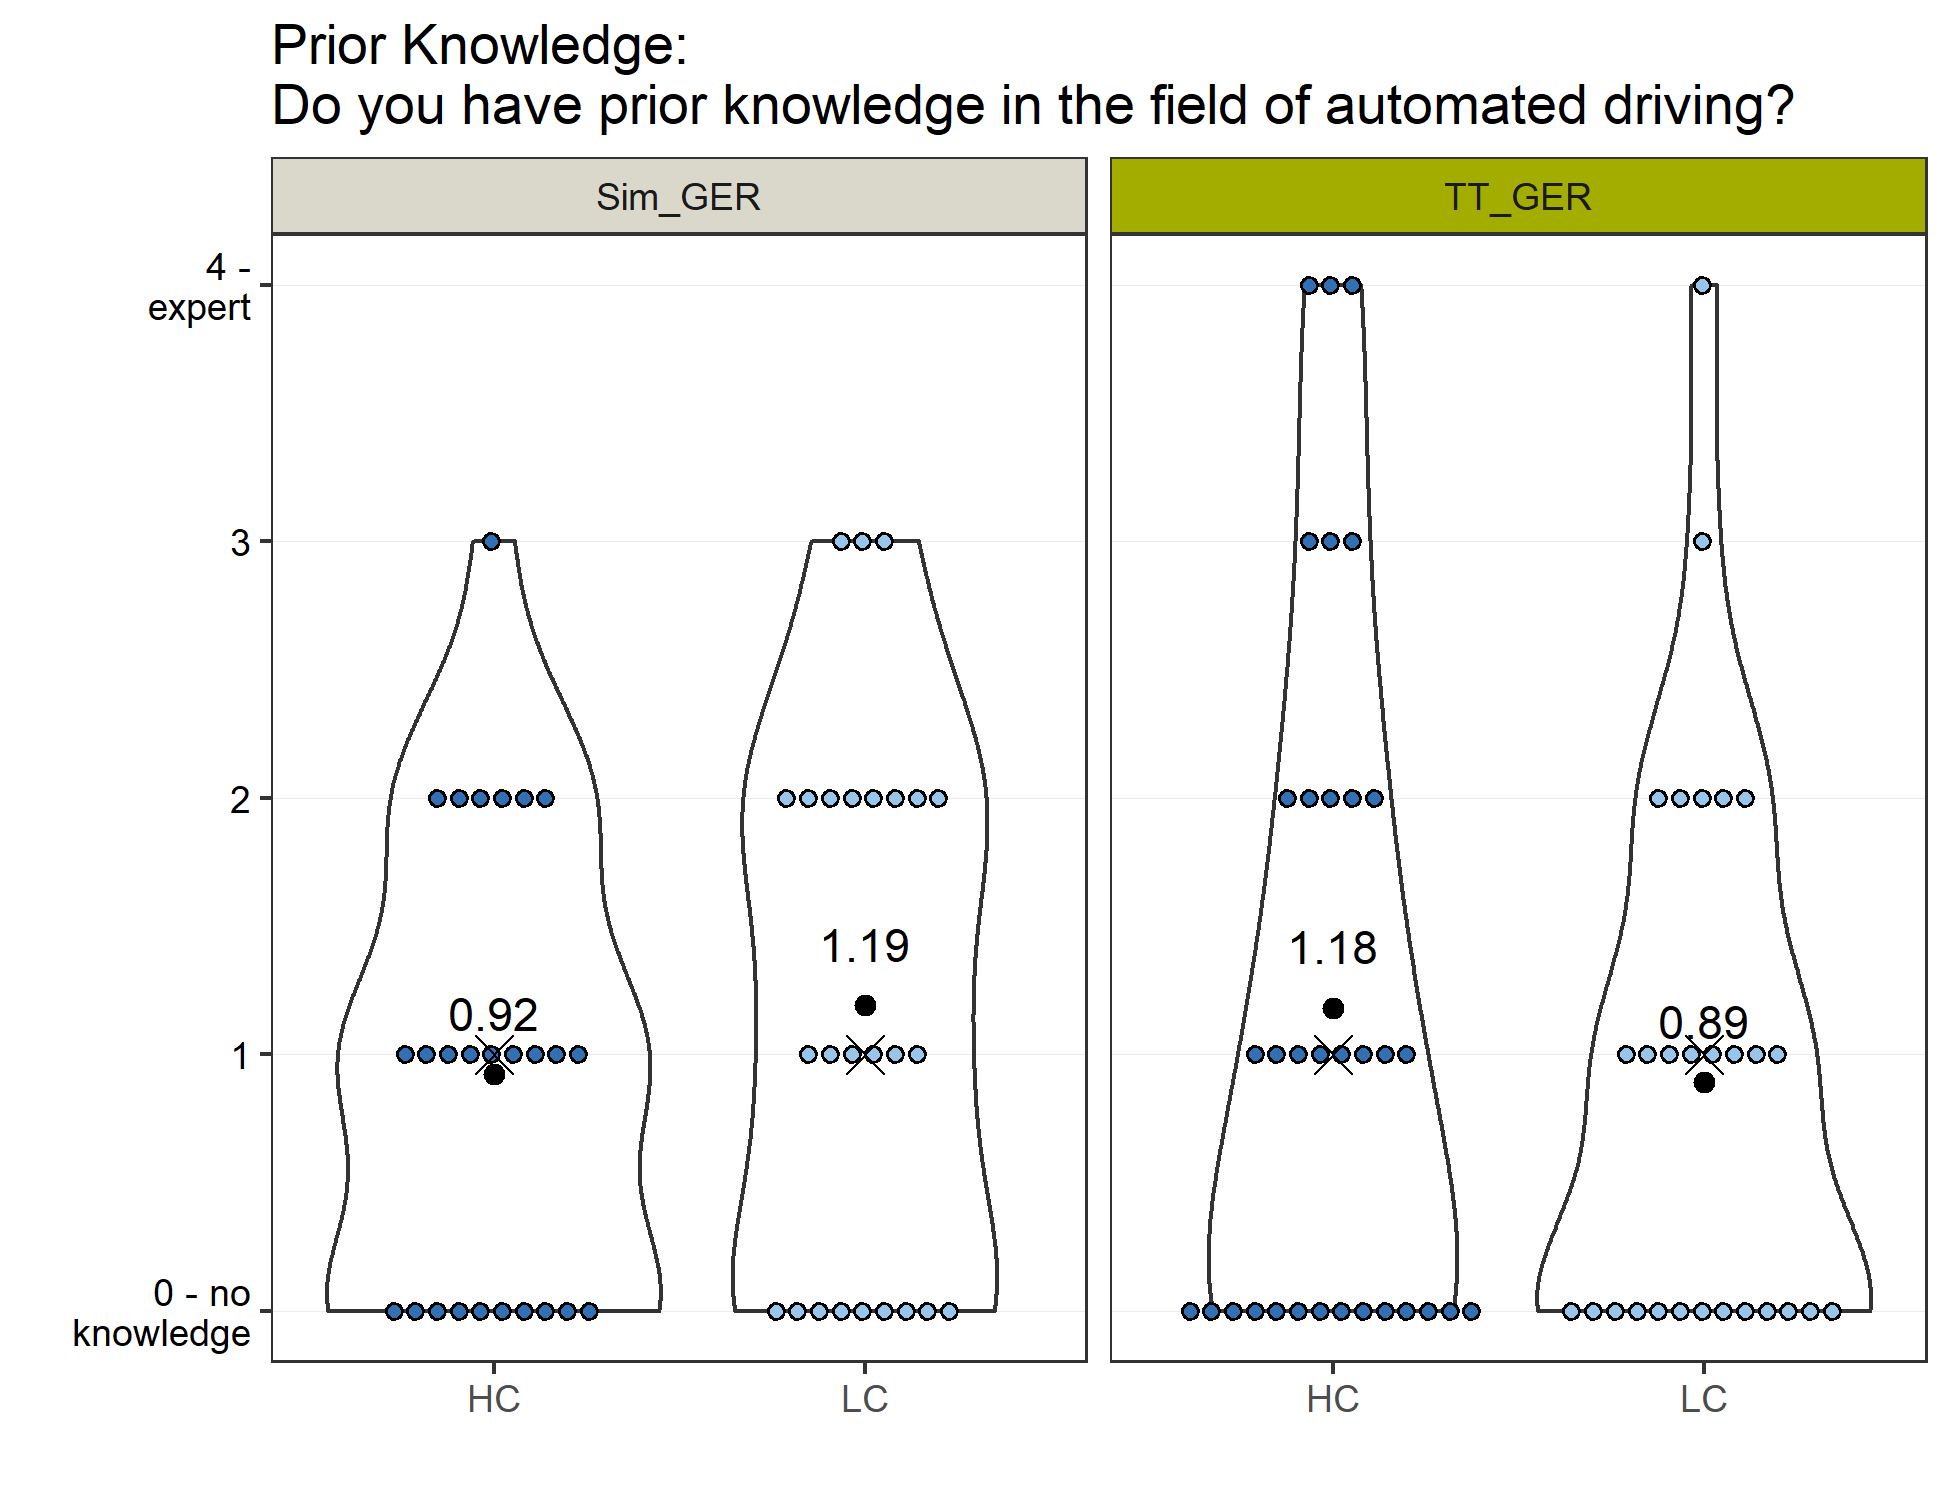 Prior Knowledge:
Do you have prior knowledge in the field of automated driving?
Sim_GER
TT_GER
4 -
expert
3
2
1
0 - no
knowledge
0.92
1.19
1.18
0.89
HC
LC
HC
LC